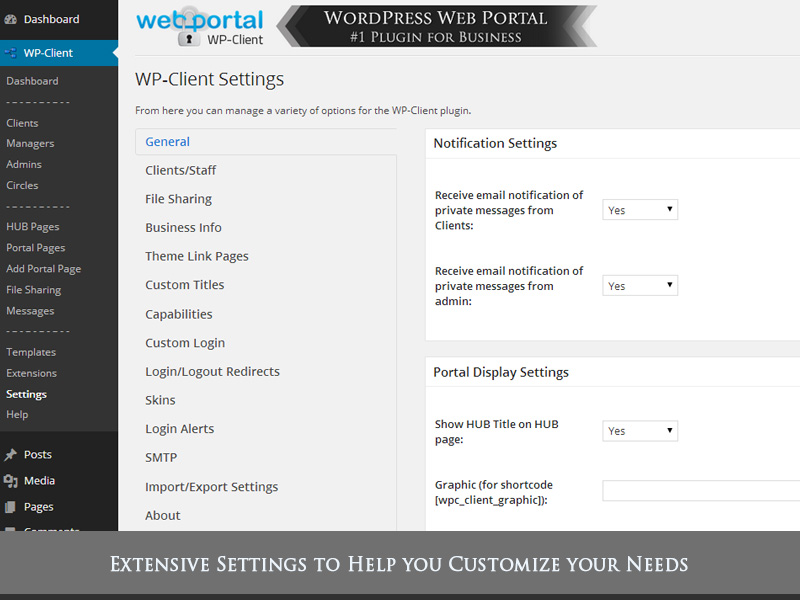 Dashboard
WP-Client
Dashboard
- - - - - - - - - -
Clients
Managers
Admins
Circles
- - - - - - - - - -
HUB Pages
Portal Pages
Add Portal Page
File Sharing
Messages
- - - - - - - - - -
Templates
Extensions
Settings
Help
Posts
Media
Pages
Comments
web portal
WP-Client
WordPress Web Portal
#1 Plugin for Business
WP-Client Settings
From here you can manage a variety of options for the WP-Client plugin.
General
Clients/Staff
File Sharing
Business Info
Theme Link Pages
Custom Titles
Capabilities
Custom Login
Login/Logout Redirects
Skins
Login Alerts
SMTP
Import/Export Settings
About
Notification Settings
Receive email notification of
private messages from
Clients:
Yes
Receive email notification of
private messages from
admin:
Yes
Portal Display Settings
Show HUB Title on HUB
page:
Yes
Graphic (for shortcode
[wpc_client_graphic]):
Extensive Settings to Help you Customize your Needs